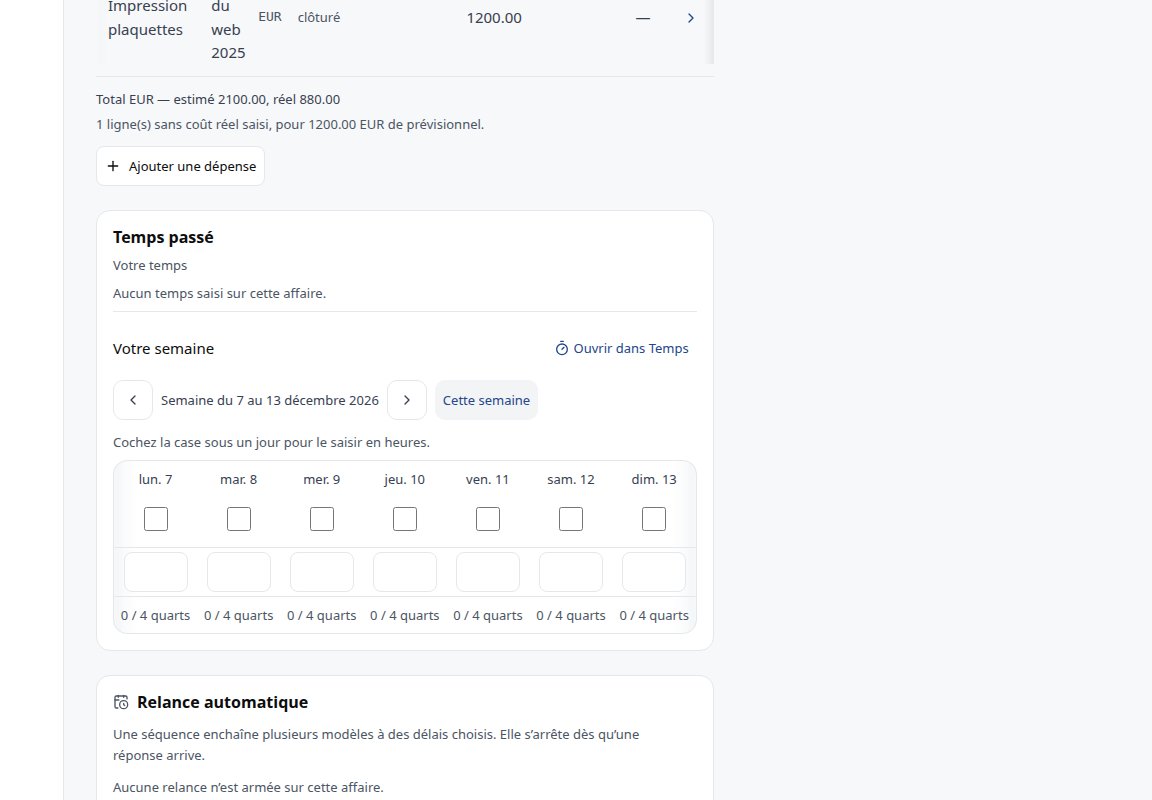 Impression plaquettes du web 2025 EUR clôturé 1200.00 —
Total EUR — estimé 2100.00, réel 880.00
1 ligne(s) sans coût réel saisi, pour 1200.00 EUR de prévisionnel.
Ajouter une dépense
Temps passé
Votre temps
Aucun temps saisi sur cette affaire.
Votre semaine
Ouvrir dans Temps
Semaine du 7 au 13 décembre 2026
Cette semaine
Cochez la case sous un jour pour le saisir en heures.
lun. 7 mar. 8 mer. 9 jeu. 10 ven. 11 sam. 12 dim. 13
0 / 4 quarts 0 / 4 quarts 0 / 4 quarts 0 / 4 quarts 0 / 4 quarts 0 / 4 quarts 0 / 4 quarts
Relance automatique
Une séquence enchaîne plusieurs modèles à des délais choisis. Elle s’arrête dès qu’une
réponse arrive.
Aucune relance n’est armée sur cette affaire.